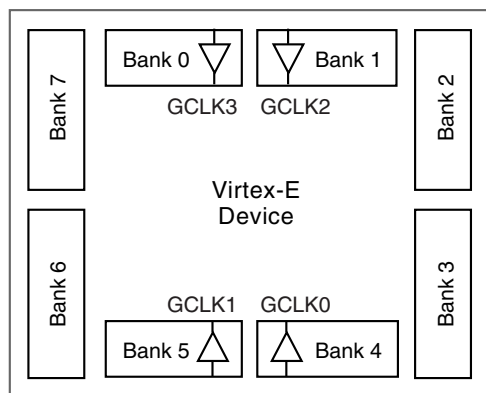 Bank 0
Bank 1
GCLK3
GCLK2
Bank 7
Bank 2
Virtex-E
Device
Bank 6
Bank 3
GCLK1
GCLK0
Bank 5
Bank 4